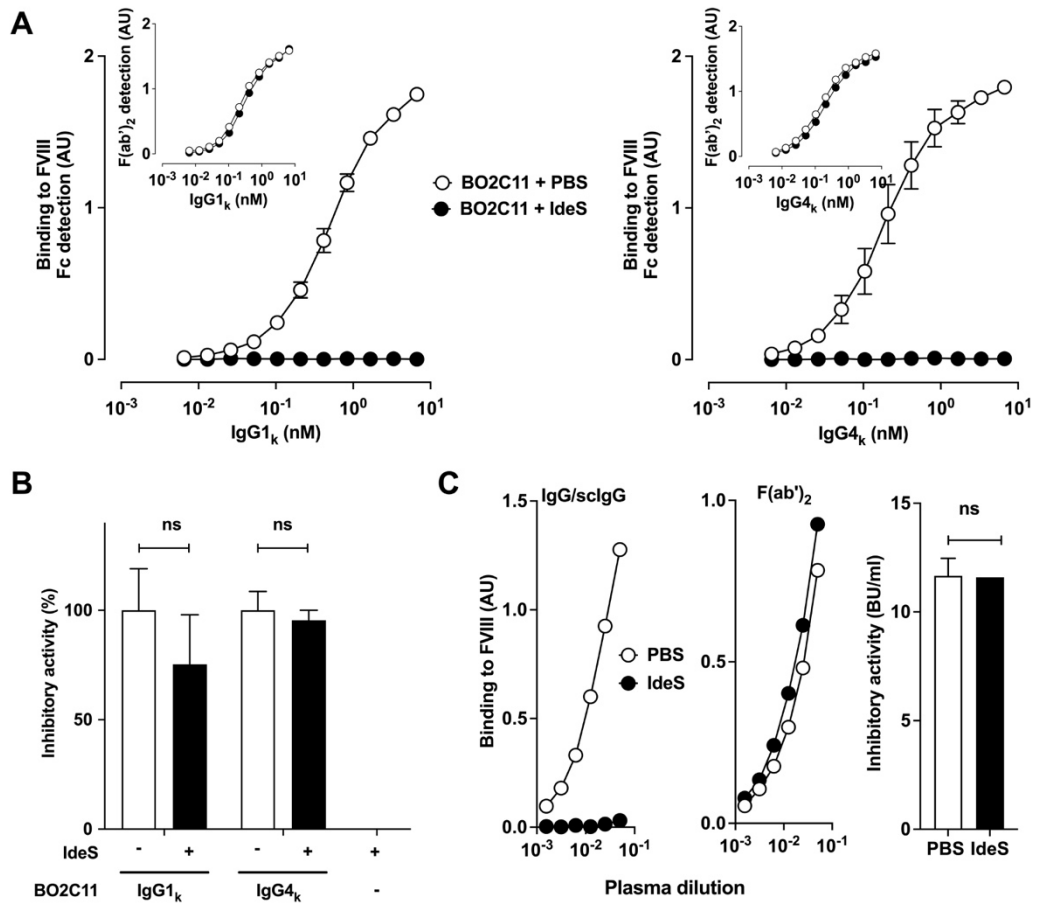 A
Binding to FVIII
Fc detection (AU)
2
1
0
10-3 10-2 10-1 100 101
IgG1k (nM)
F(ab')2 detection (AU)
2
1
0
10-3 10-2 10-1 100 101
IgG1k (nM)
BO2C11 + PBS
BO2C11 + IdeS
Binding to FVIII
Fc detection (AU)
2
1
0
10-3 10-2 10-1 100 101
IgG4k (nM)
F(ab')2 detection (AU)
2
1
0
10-3 10-2 10-1 100 101
IgG4k (nM)
B
Inhibitory activity (%)
100
50
0
ns
ns
IdeS - + - + +
BO2C11 IgG1k IgG4k -
C
IgG/scIgG
Binding to FVIII (AU)
1.5
1.0
0.5
0.0
10-3 10-2 10-1
PBS
IdeS
F(ab')2
1.0
0.5
0.0
10-3 10-2 10-1
Plasma dilution
Inhibitory activity (BU/ml)
15
10
5
0
ns
PBS IdeS